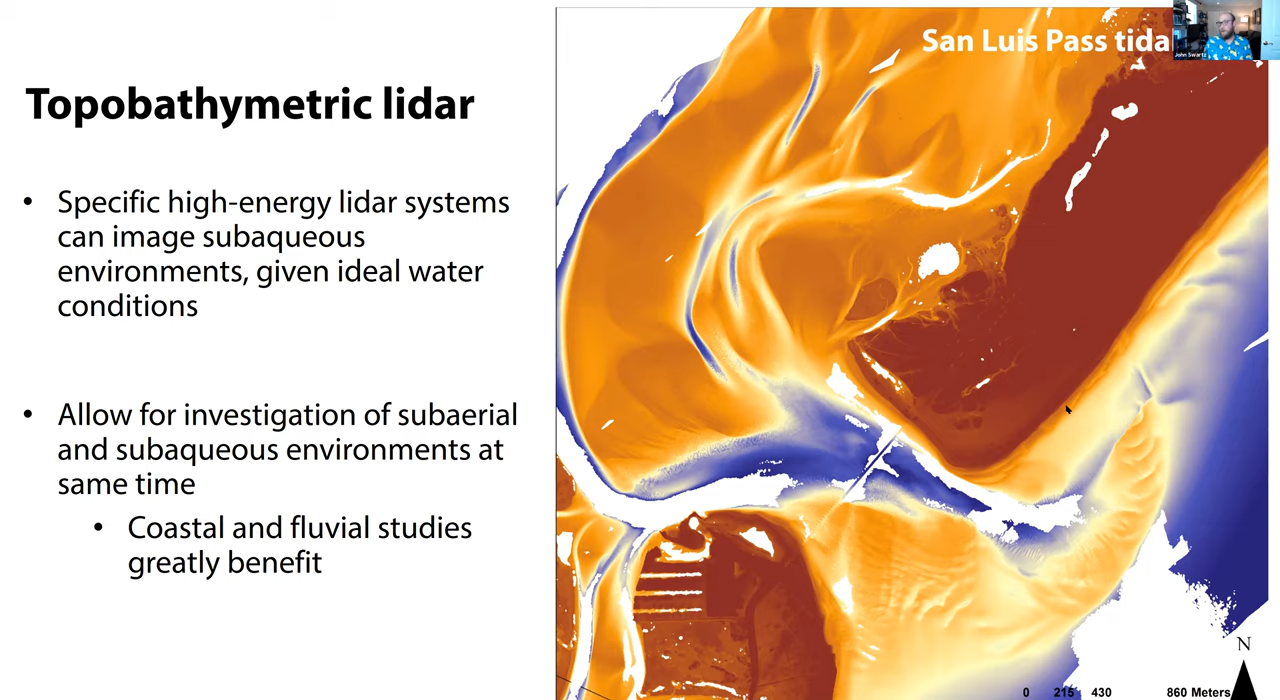 San Luis Pass tida
John Swartz
Topobathymetric lidar
• Specific high-energy lidar systems
can image subaqueous
environments, given ideal water
conditions
• Allow for investigation of subaerial
and subaqueous environments at
same time
• Coastal and fluvial studies
greatly benefit
N
0 215 430 860 Meters